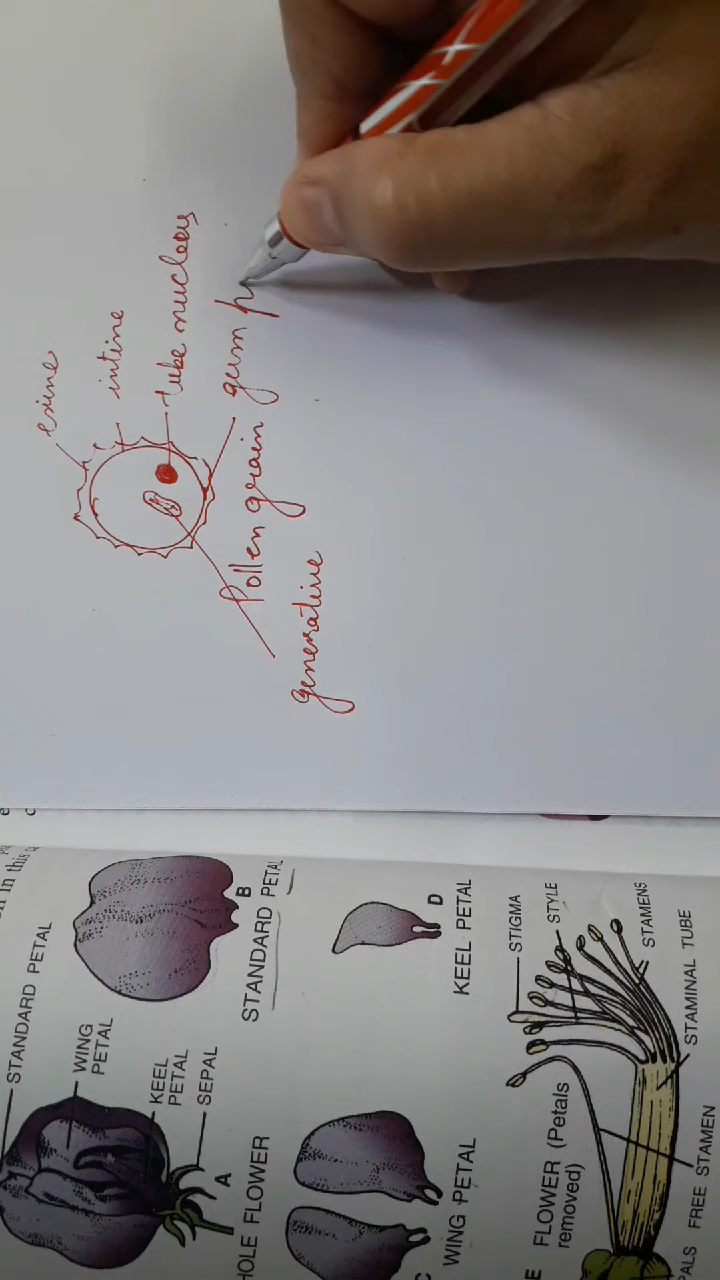 exine
intine
tube nucleus
germ p
Pollen grain
generative
STANDARD PETAL
WING
PETAL
KEEL
PETAL
SEPAL
A
HOLE FLOWER
B
STANDARD PETAL
WING PETAL
D
KEEL PETAL
E FLOWER (Petals
removed)
STIGMA
STYLE
STAMENS
STAMINAL TUBE
FREE STAMEN
ALS